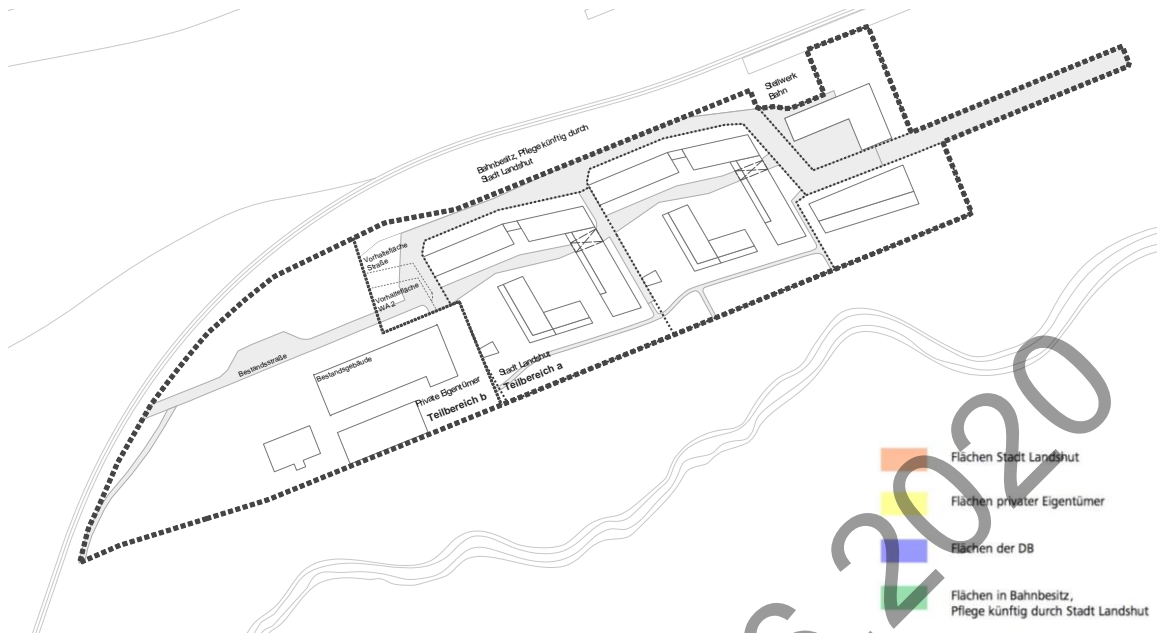 Stellwerk
Bahn
Bahnbesitz, Pflege künftig durch
Stadt Landshut
Vorhaltefläche
Straße
Vorhaltefläche
WA 2
Bestandsstraße
Bestandsgebäude
Private Eigentümer
Teilbereich b
Stadt Landshut
Teilbereich a
Flächen Stadt Landshut
Flächen privater Eigentümer
Flächen der DB
Flächen in Bahnbesitz,
Pflege künftig durch Stadt Landshut
.2020